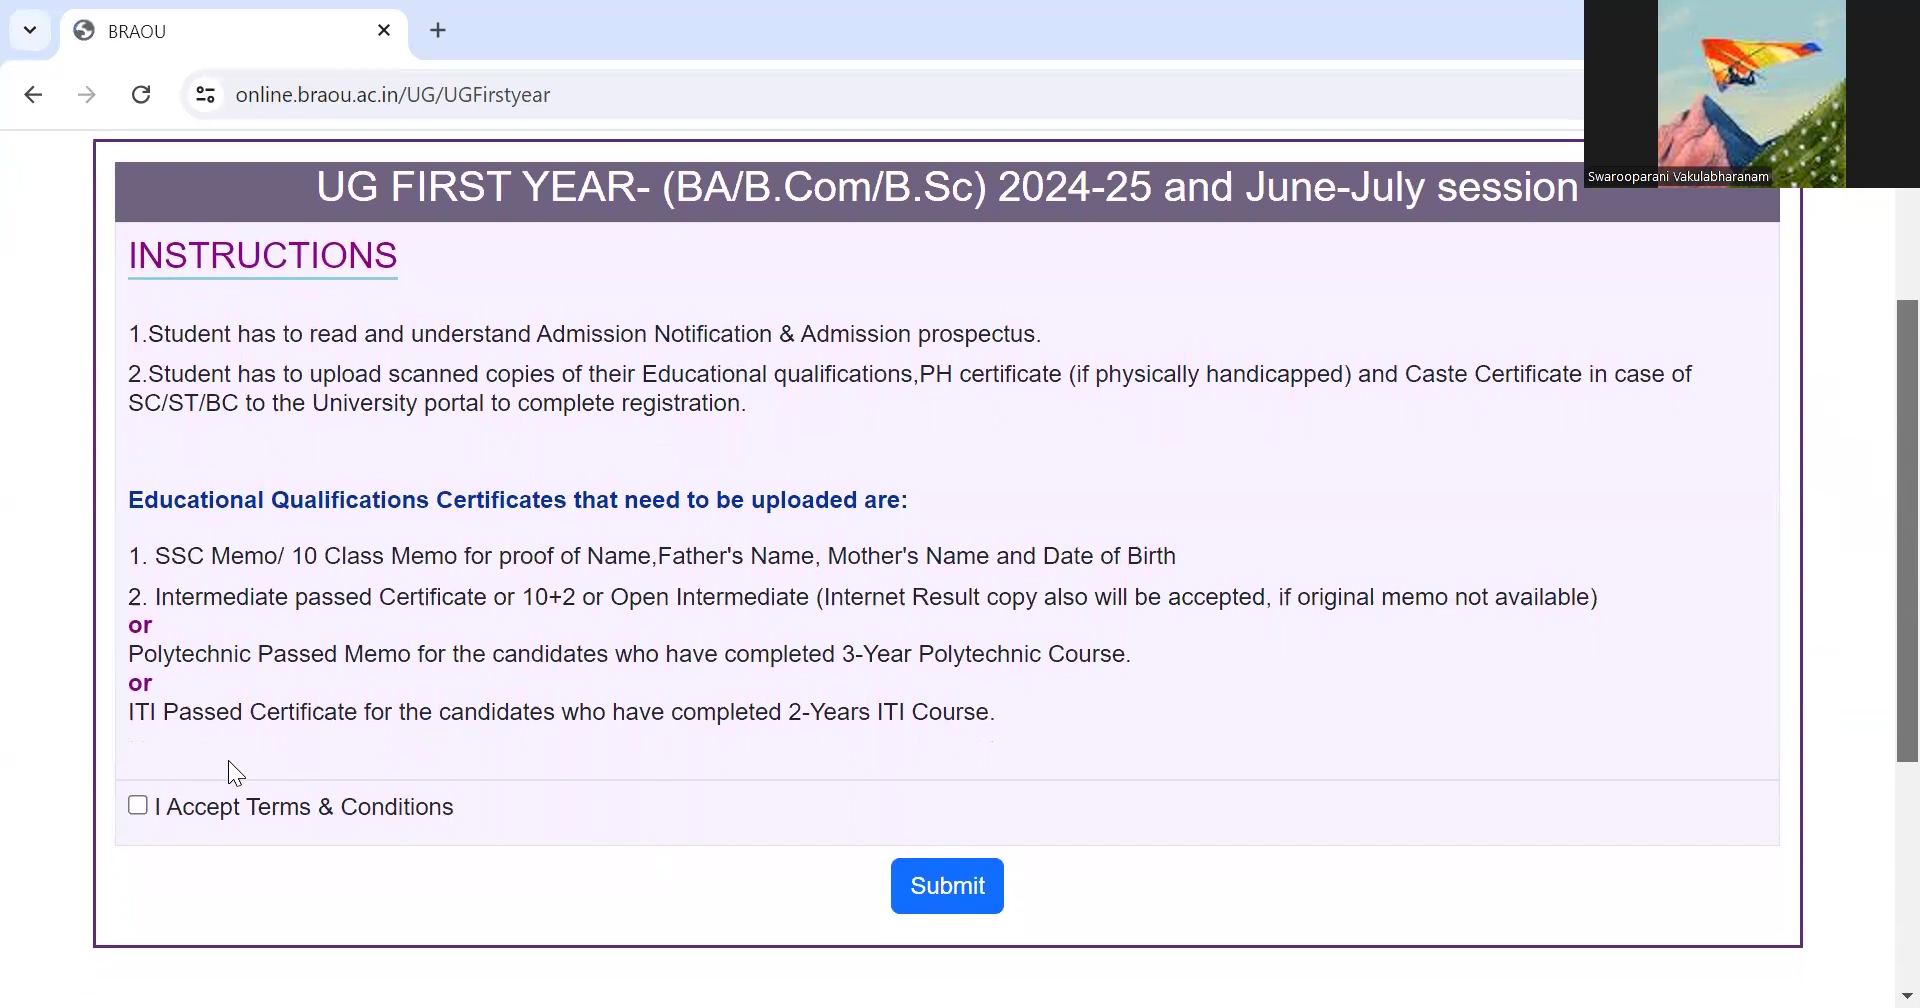 BRAOU
online.braou.ac.in/UG/UGFirstyear
Swarooparani Vakulabharanam
UG FIRST YEAR- (BA/B.Com/B.Sc) 2024-25 and June-July session
INSTRUCTIONS
1.Student has to read and understand Admission Notification & Admission prospectus.
2.Student has to upload scanned copies of their Educational qualifications,PH certificate (if physically handicapped) and Caste Certificate in case of
SC/ST/BC to the University portal to complete registration.
Educational Qualifications Certificates that need to be uploaded are:
1. SSC Memo/ 10 Class Memo for proof of Name,Father's Name, Mother's Name and Date of Birth
2. Intermediate passed Certificate or 10+2 or Open Intermediate (Internet Result copy also will be accepted, if original memo not available)
or
Polytechnic Passed Memo for the candidates who have completed 3-Year Polytechnic Course.
or
ITI Passed Certificate for the candidates who have completed 2-Years ITI Course.
I Accept Terms & Conditions
Submit